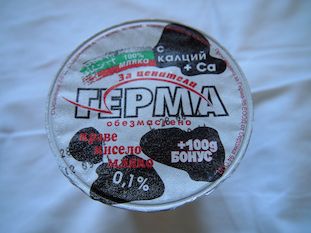 100%
МЛЯКО
С
КАЛЦИЙ
+ Ca
За ценители
ГЕРМА
обезмаслено
краве
кисело
мляко
0,1%
+100g
БОНУС